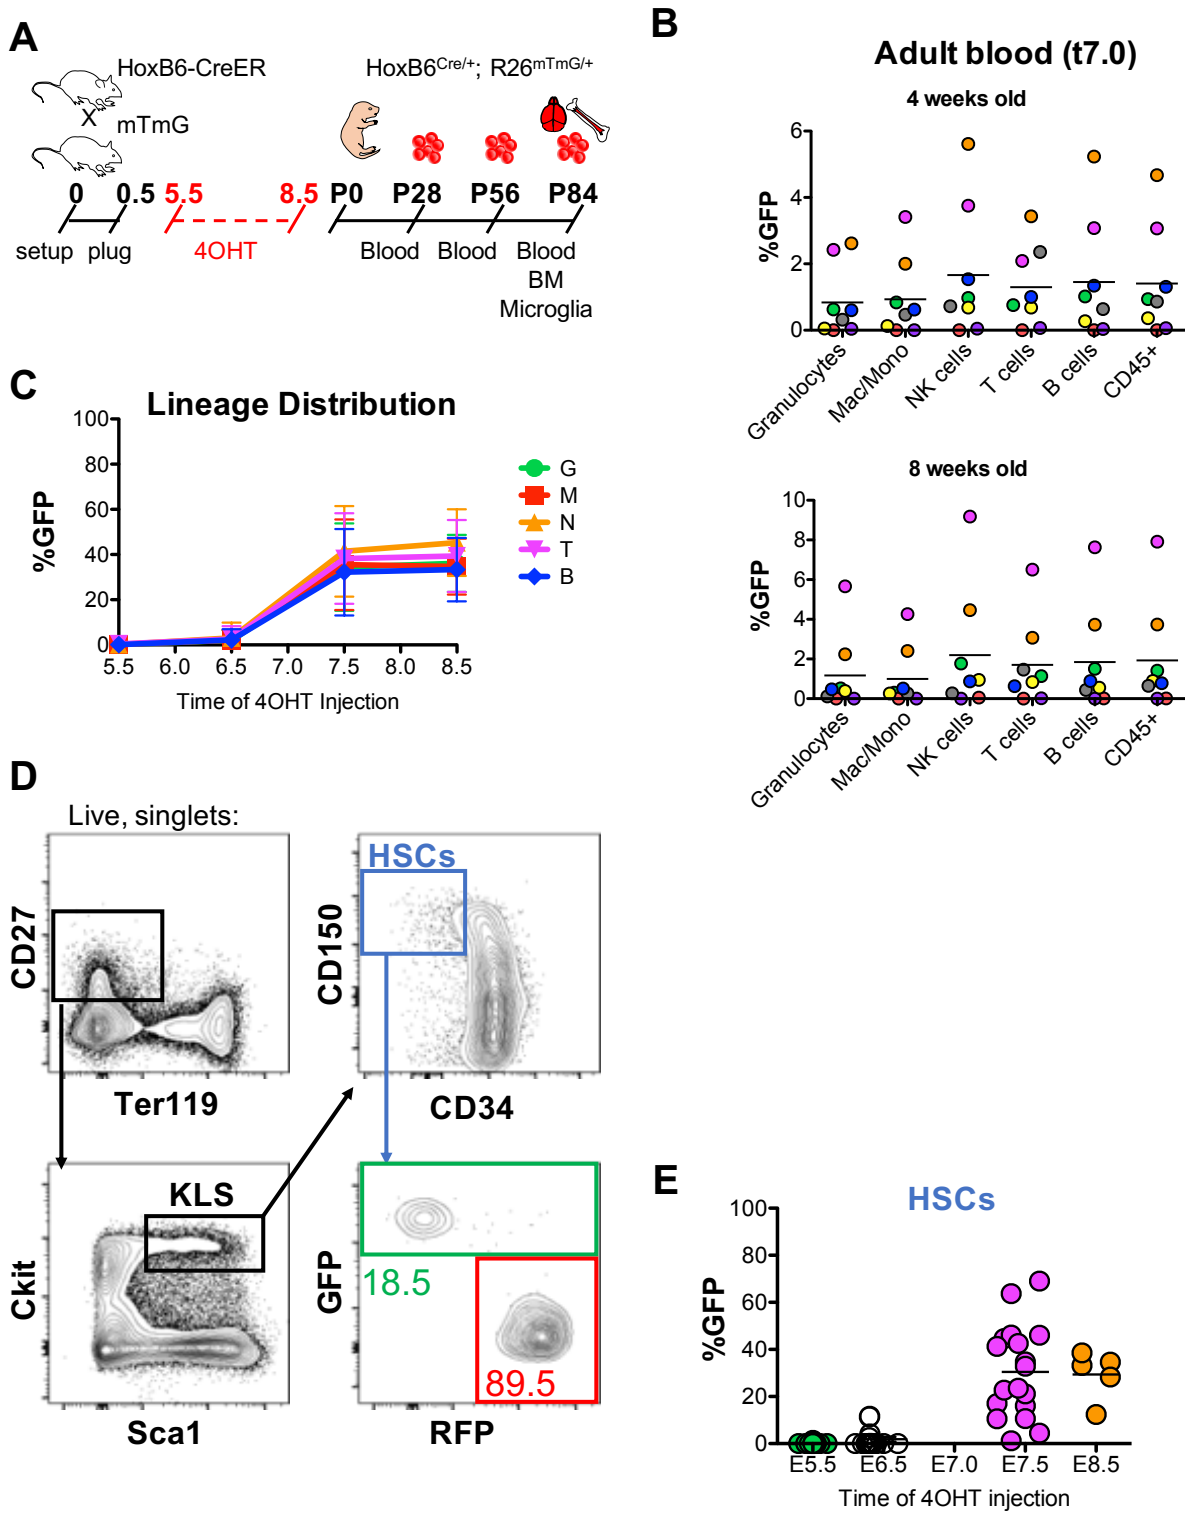 A
HoxB6-CreER
X
mTmG
HoxB6Cre/+; R26mTmG/+
0 0.5 5.5 8.5 P0 P28 P56 P84
setup plug 4OHT Blood Blood Blood
BM
Microglia
B
Adult blood (t7.0)
4 weeks old
%GFP
6
4
2
0
Granulocytes Mac/Mono NK cells T cells B cells CD45+
8 weeks old
%GFP
10
8
6
4
2
0
Granulocytes Mac/Mono NK cells T cells B cells CD45+
C
Lineage Distribution
%GFP
100
80
60
40
20
0
5.5 6.0 6.5 7.0 7.5 8.0 8.5
Time of 4OHT Injection
G
M
N
T
B
D
Live, singlets:
CD27
Ter119
HSCs
CD150
CD34
KLS
Ckit
Sca1
GFP
18.5
89.5
RFP
E
HSCs
%GFP
100
80
60
40
20
0
E5.5 E6.5 E7.0 E7.5 E8.5
Time of 4OHT injection